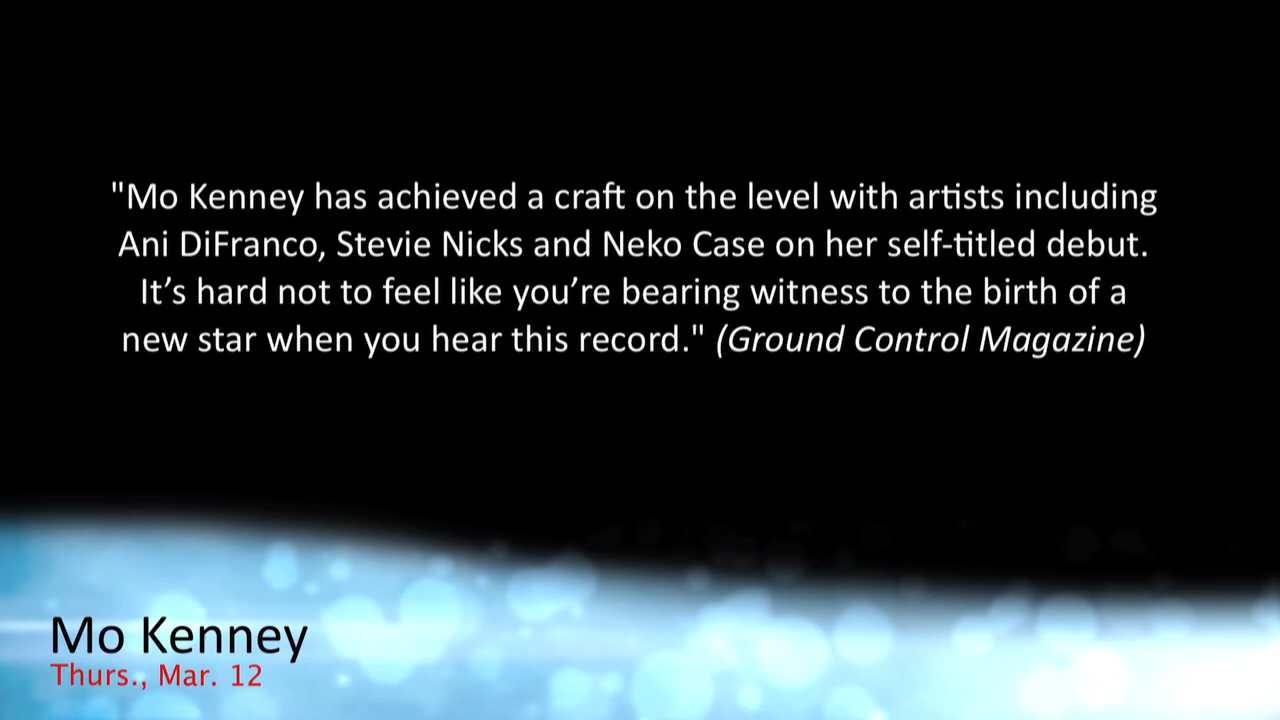 "Mo Kenney has achieved a craft on the level with artists including
Ani DiFranco, Stevie Nicks and Neko Case on her self-titled debut.
It’s hard not to feel like you’re bearing witness to the birth of a
new star when you hear this record." (Ground Control Magazine)
Mo Kenney
Thurs., Mar. 12